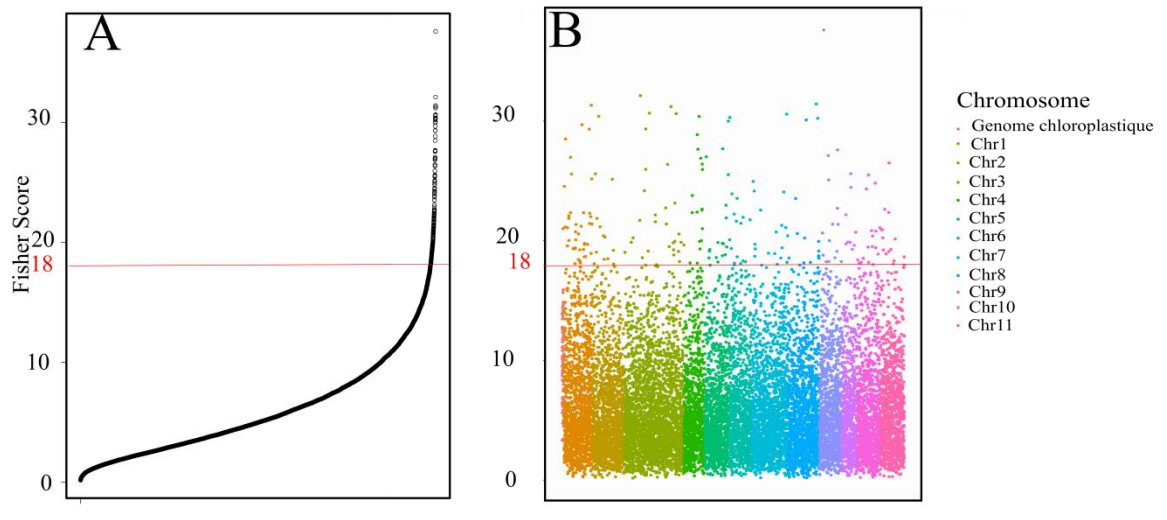 A
Fisher Score
30
20
18
10
0
B
30
20
18
10
0
Chromosome
Genome chloroplastique
Chr1
Chr2
Chr3
Chr4
Chr5
Chr6
Chr7
Chr8
Chr9
Chr10
Chr11